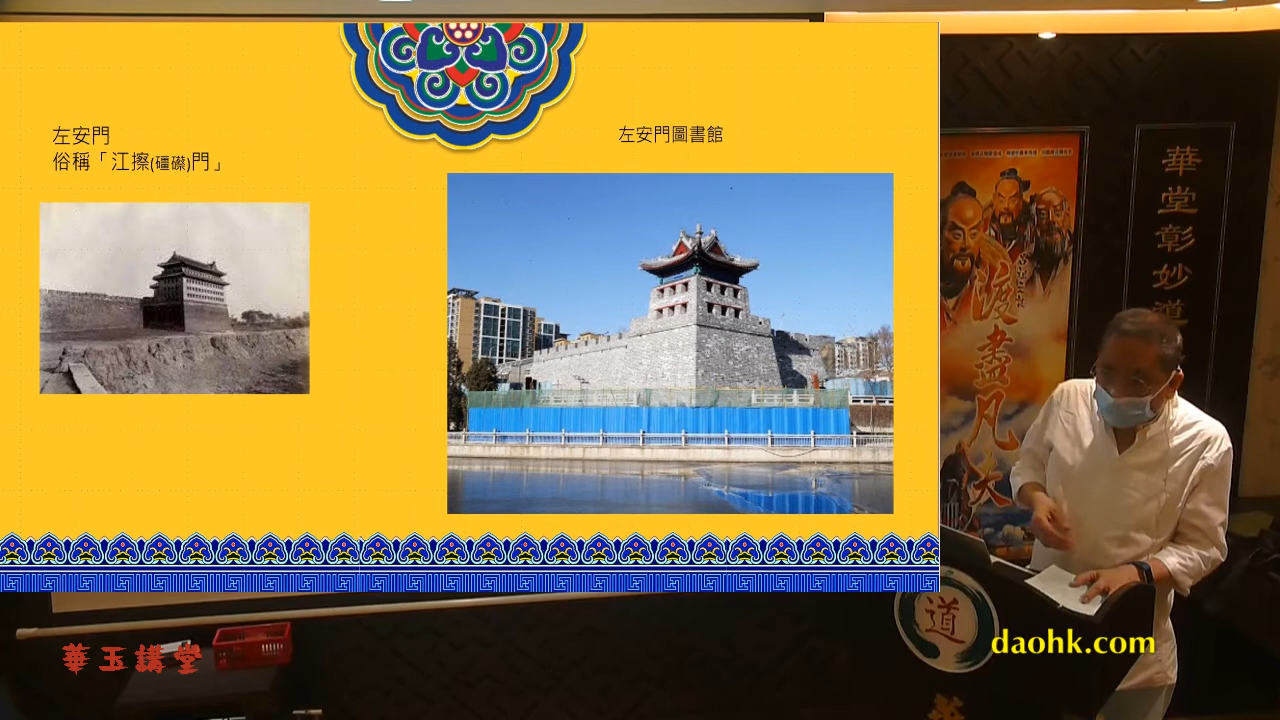 左安門
俗稱「江擦(礓礤)門」
左安門圖書館
華堂彰妙道
渡盡凡伕
道
華玉講堂
daohk.com